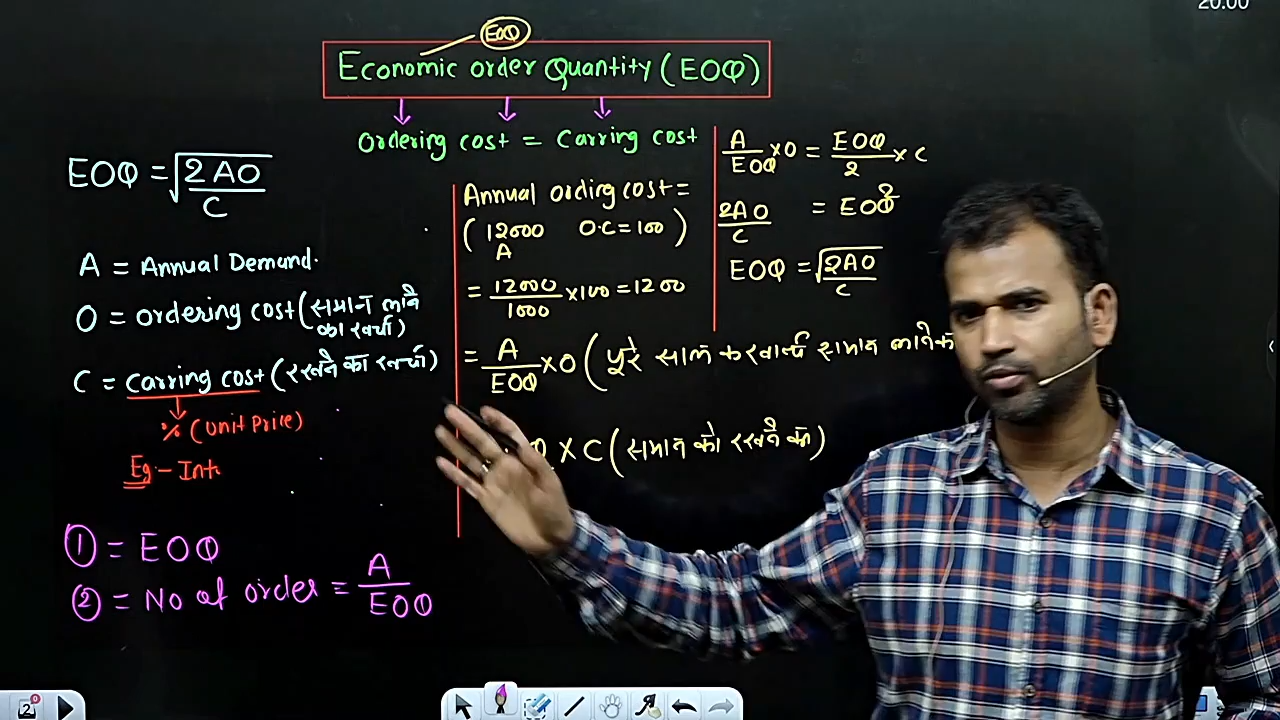 20:00
EOQ
Economic order Quantity (EOQ)
Ordering cost = Carring cost
EOQ = √2AO/C
A = Annual Demand.
O = ordering cost (समान लाने
का खर्चा)
C = Carring cost (रखने का खर्चा)
% (Unit Price)
Eg - Int
① = EOQ
② = No of order = A/EOQ
Annual ording cost =
( 12000 O.C = 100 )
A
= 12000/1000 × 100 = 1200
= A/EOQ × O ( पूरे साल सामान लाने
Q × C ( समान को रखने के )
A/EOQ × O = EOQ/2 × C
2AO/C = EOQ²
EOQ = √2AO/C
2